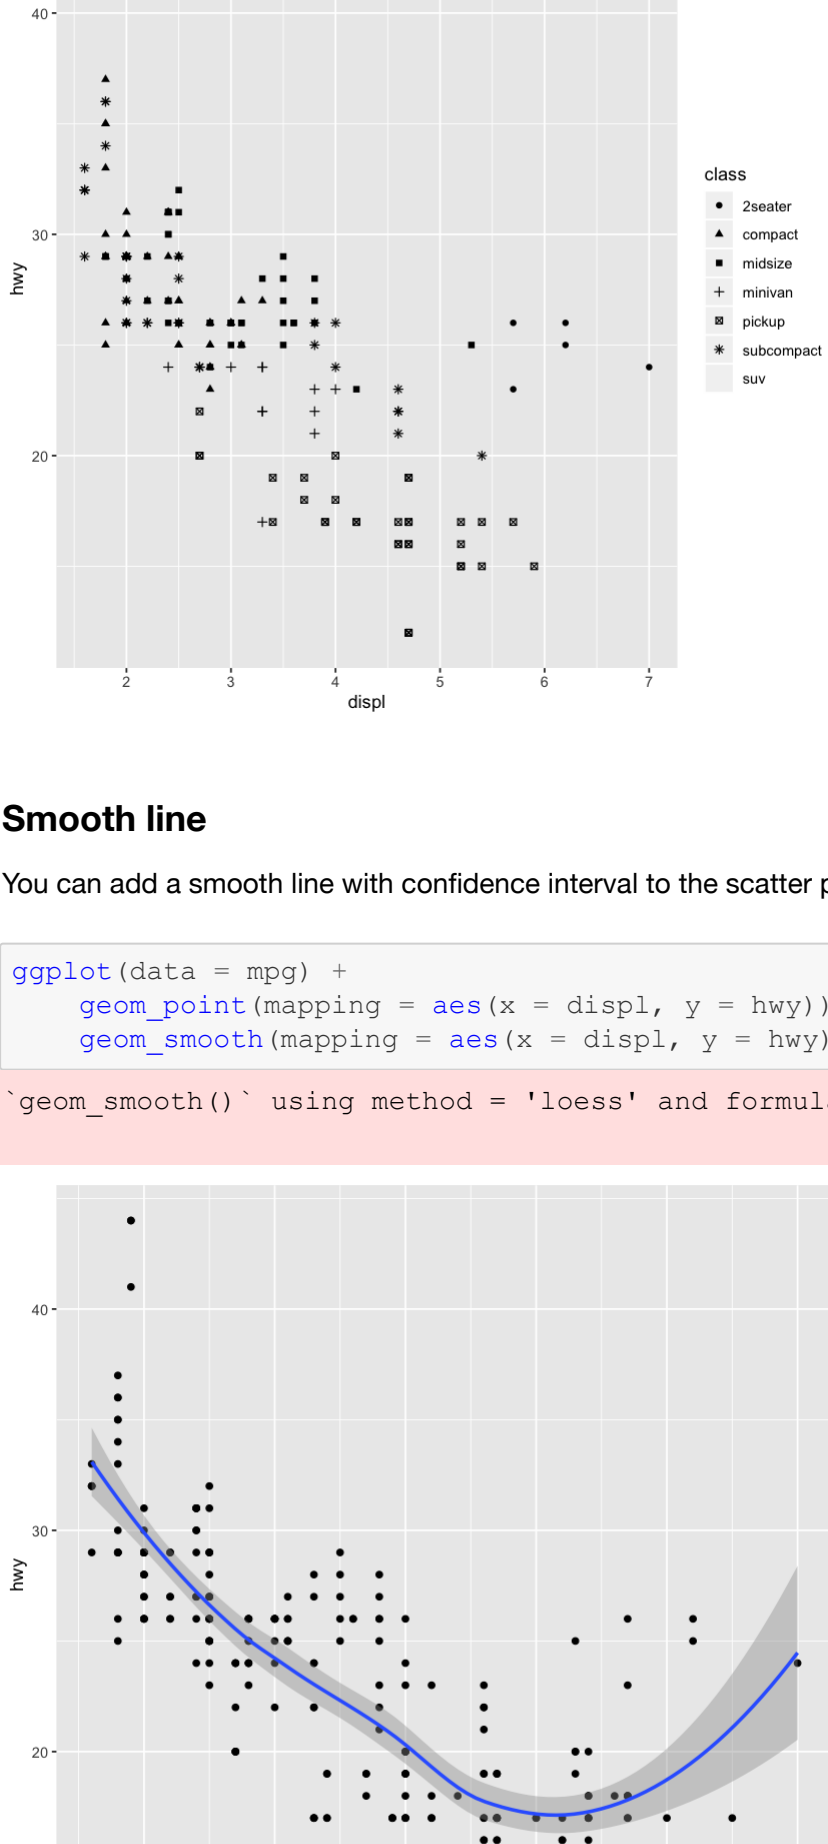 40
30
20
hwy
2 3 4 5 6 7
displ
class
2seater
compact
midsize
minivan
pickup
subcompact
suv
Smooth line
You can add a smooth line with confidence interval to the scatter
ggplot(data = mpg) +
geom_point(mapping = aes(x = displ, y = hwy))
geom_smooth(mapping = aes(x = displ, y = hwy)
`geom_smooth()` using method = 'loess' and
40
30
20
hwy